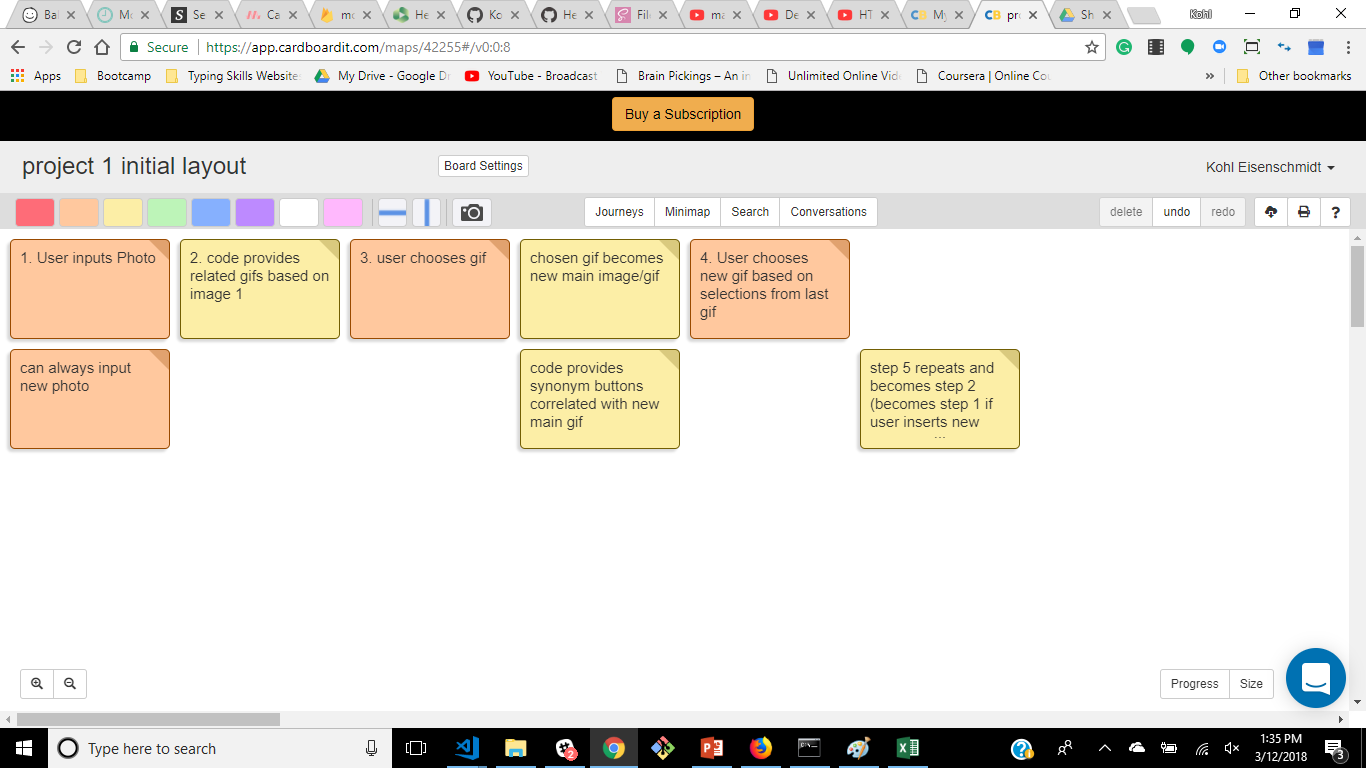 Bal
Mo
Se
Ca
mo
He
Ko
He
File
ma
De
HT
My
pro
Sh
Kohl
Secure
https://app.cardboardit.com/maps/42255#/v0:0:8
Apps
Bootcamp
Typing Skills Website
My Drive - Google Dr
YouTube - Broadcast
Brain Pickings – An in
Unlimited Online Vid
Coursera | Online Cou
»
Other bookmarks
Buy a Subscription
project 1 initial layout
Board Settings
Kohl Eisenschmidt
Journeys
Minimap
Search
Conversations
delete
undo
redo
?
1. User inputs Photo
2. code provides
related gifs based on
image 1
3. user chooses gif
chosen gif becomes
new main image/gif
4. User chooses
new gif based on
selections from last
gif
can always input
new photo
code provides
synonym buttons
correlated with new
main gif
step 5 repeats and
becomes step 2
(becomes step 1 if
user inserts new
...
Progress
Size
Type here to search
2
1:35 PM
3/12/2018
3